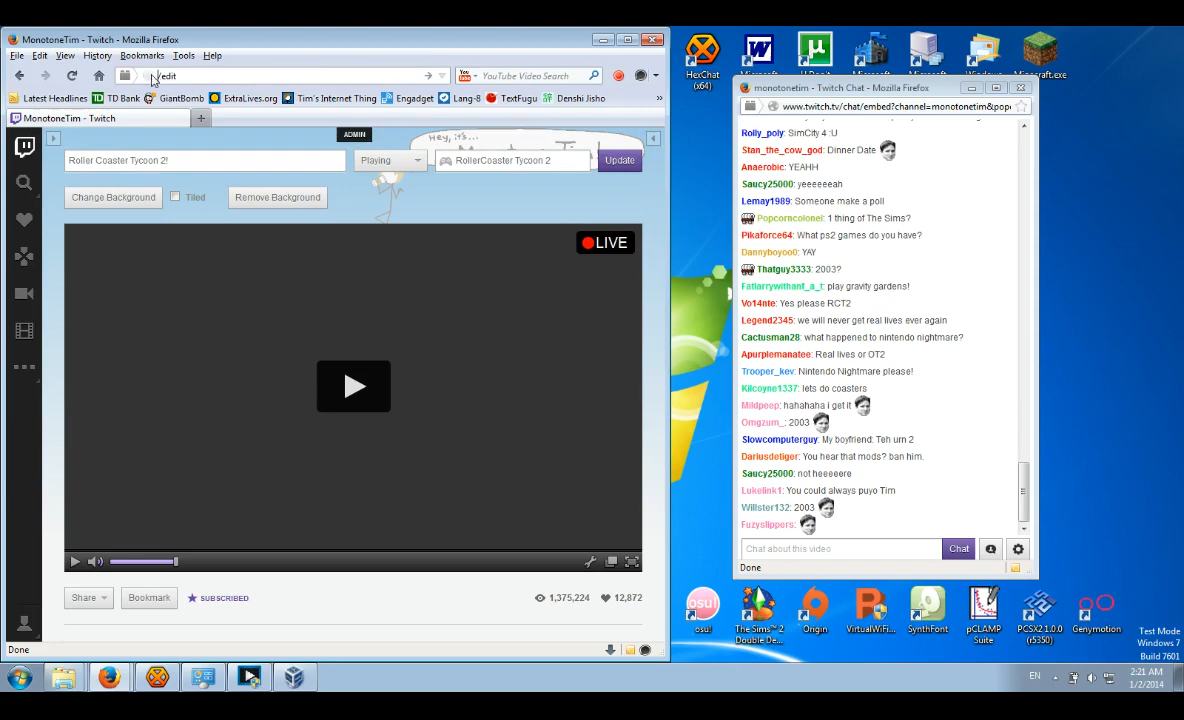 MonotoneTim - Twitch - Mozilla Firefox
File Edit View History Bookmarks Tools Help
/edit
YouTube Video Search
Latest Headlines TD Bank GiantBomb ExtraLives.org Tim's Internet Thing Engadget Lang-8 TextFugu Denshi Jisho »
MonotoneTim - Twitch
ADMIN
Hey, it's...
Roller Coaster Tycoon 2!
Playing
RollerCoaster Tycoon 2
Update
Change Background
Tiled
Remove Background
LIVE
Share
Bookmark
SUBSCRIBED
1,375,224
12,872
Done
HexChat (x64)
Minecraft.exe
monotonetim - Twitch Chat - Mozilla Firefox
www.twitch.tv/chat/embed?channel=monotonetim&pop
Rolly_poly: SimCity 4 :U
Stan_the_cow_god: Dinner Date
Anaerobic: YEAHH
Saucy25000: yeeeeeeah
Lemay1989: Someone make a poll
Popcorncolonel: 1 thing of The Sims?
Pikaforce64: What ps2 games do you have?
Dannyboyoo0: YAY
Thatguy3333: 2003?
Fatlarrywithanf_a_t: play gravity gardens!
Vo14nte: Yes please RCT2
Legend2345: we will never get real lives ever again
Cactusman28: what happened to nintendo nightmare?
Apurplemanatee: Real lives or OT2
Trooper_kev: Nintendo Nightmare please!
Kilcoyne1337: lets do coasters
Mildpeep: hahahaha i get it
Omgzum_: 2003
Slowcomputerguy: My boyfriend: Teh urn 2
Dariusdetiger: You hear that mods? ban him.
Saucy25000: not heeeeere
Lukelink1: You could always puyo Tim
Willster132: 2003
Fuzyslippers:
Chat about this video
Chat
Done
osu!
osu!
The Sims™ 2 Double De...
Origin
VirtualWiFi...
SynthFont
pCLAMP Suite
PCSX2 1.0.0 (r5350)
Genymotion
Test Mode
Windows 7
Build 7601
EN
2:21 AM
1/2/2014